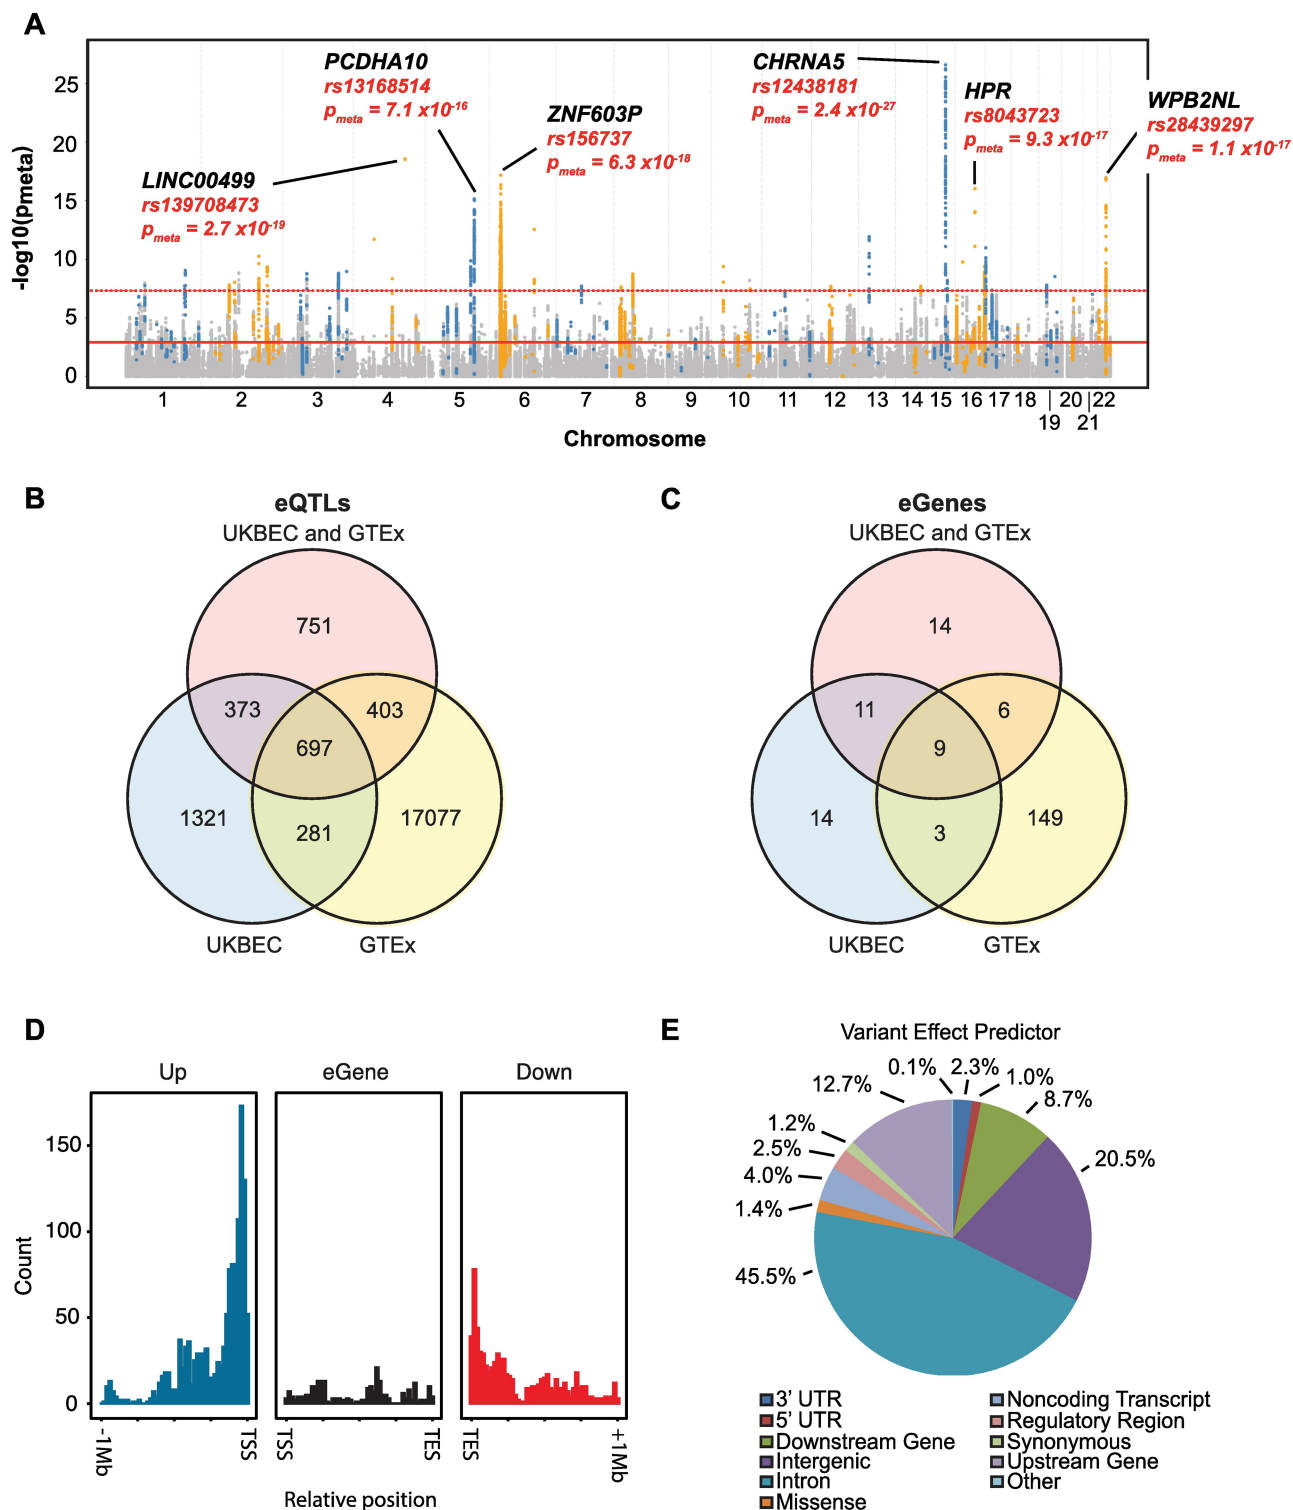 A
PCDHA10
rs13168514
pmeta = 7.1 x10-16
ZNF603P
rs156737
pmeta = 6.3 x10-18
LINC00499
rs139708473
pmeta = 2.7 x10-19
CHRNA5
rs12438181
pmeta = 2.4 x10-27
HPR
rs8043723
pmeta = 9.3 x10-17
WPB2NL
rs28439297
pmeta = 1.1 x10-17
-log10(pmeta)
25
20
15
10
5
0
1 2 3 4 5 6 7 8 9 10 11 12 13 14 15 16 17 18 20 22
19 21
Chromosome
B
eQTLs
UKBEC and GTEx
751
373
403
697
1321
281
17077
UKBEC
GTEx
C
eGenes
UKBEC and GTEx
14
11
6
9
14
3
149
UKBEC
GTEx
D
Up
eGene
Down
Count
150
100
50
0
-1Mb
TSS
TSS
TES
TES
+1Mb
Relative position
E
Variant Effect Predictor
0.1%
2.3%
1.0%
8.7%
20.5%
12.7%
1.2%
2.5%
4.0%
1.4%
45.5%
3' UTR
5' UTR
Downstream Gene
Intergenic
Intron
Missense
Noncoding Transcript
Regulatory Region
Synonymous
Upstream Gene
Other